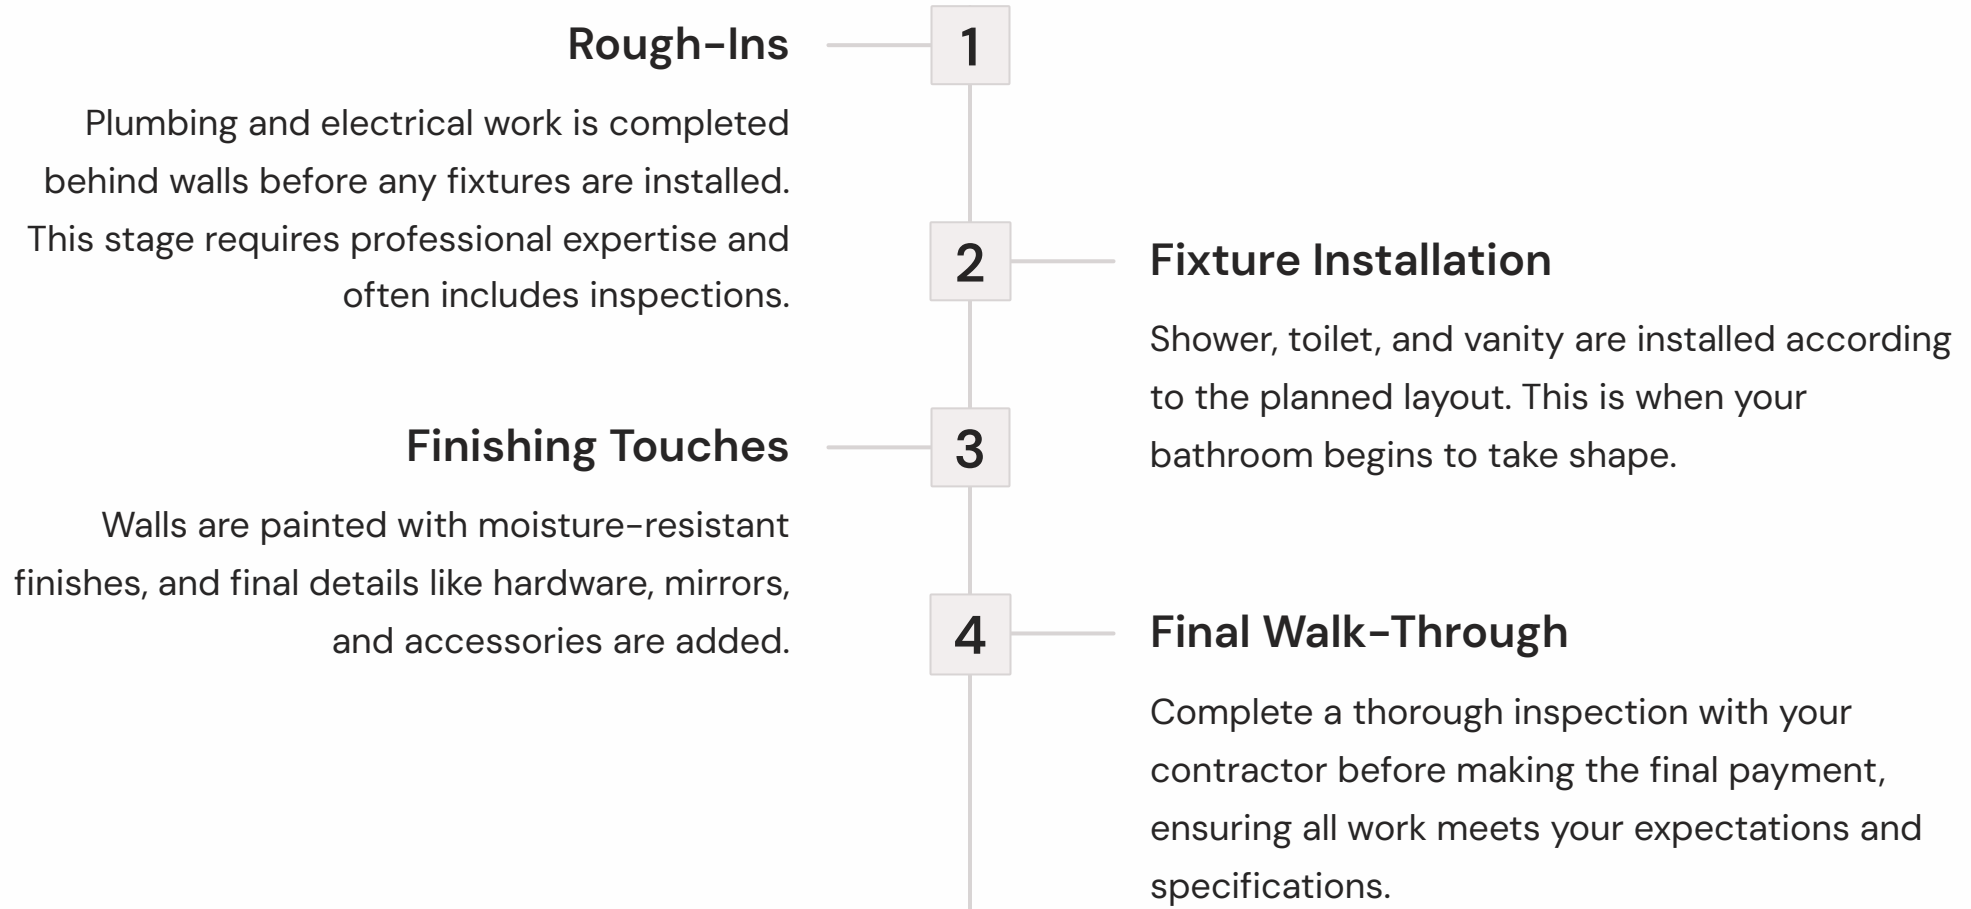 1
Rough-Ins
Plumbing and electrical work is completed
behind walls before any fixtures are installed.
This stage requires professional expertise and
often includes inspections.
2
Fixture Installation
Shower, toilet, and vanity are installed according
to the planned layout. This is when your
bathroom begins to take shape.
3
Finishing Touches
Walls are painted with moisture-resistant
finishes, and final details like hardware, mirrors,
and accessories are added.
4
Final Walk-Through
Complete a thorough inspection with your
contractor before making the final payment,
ensuring all work meets your expectations and
specifications.